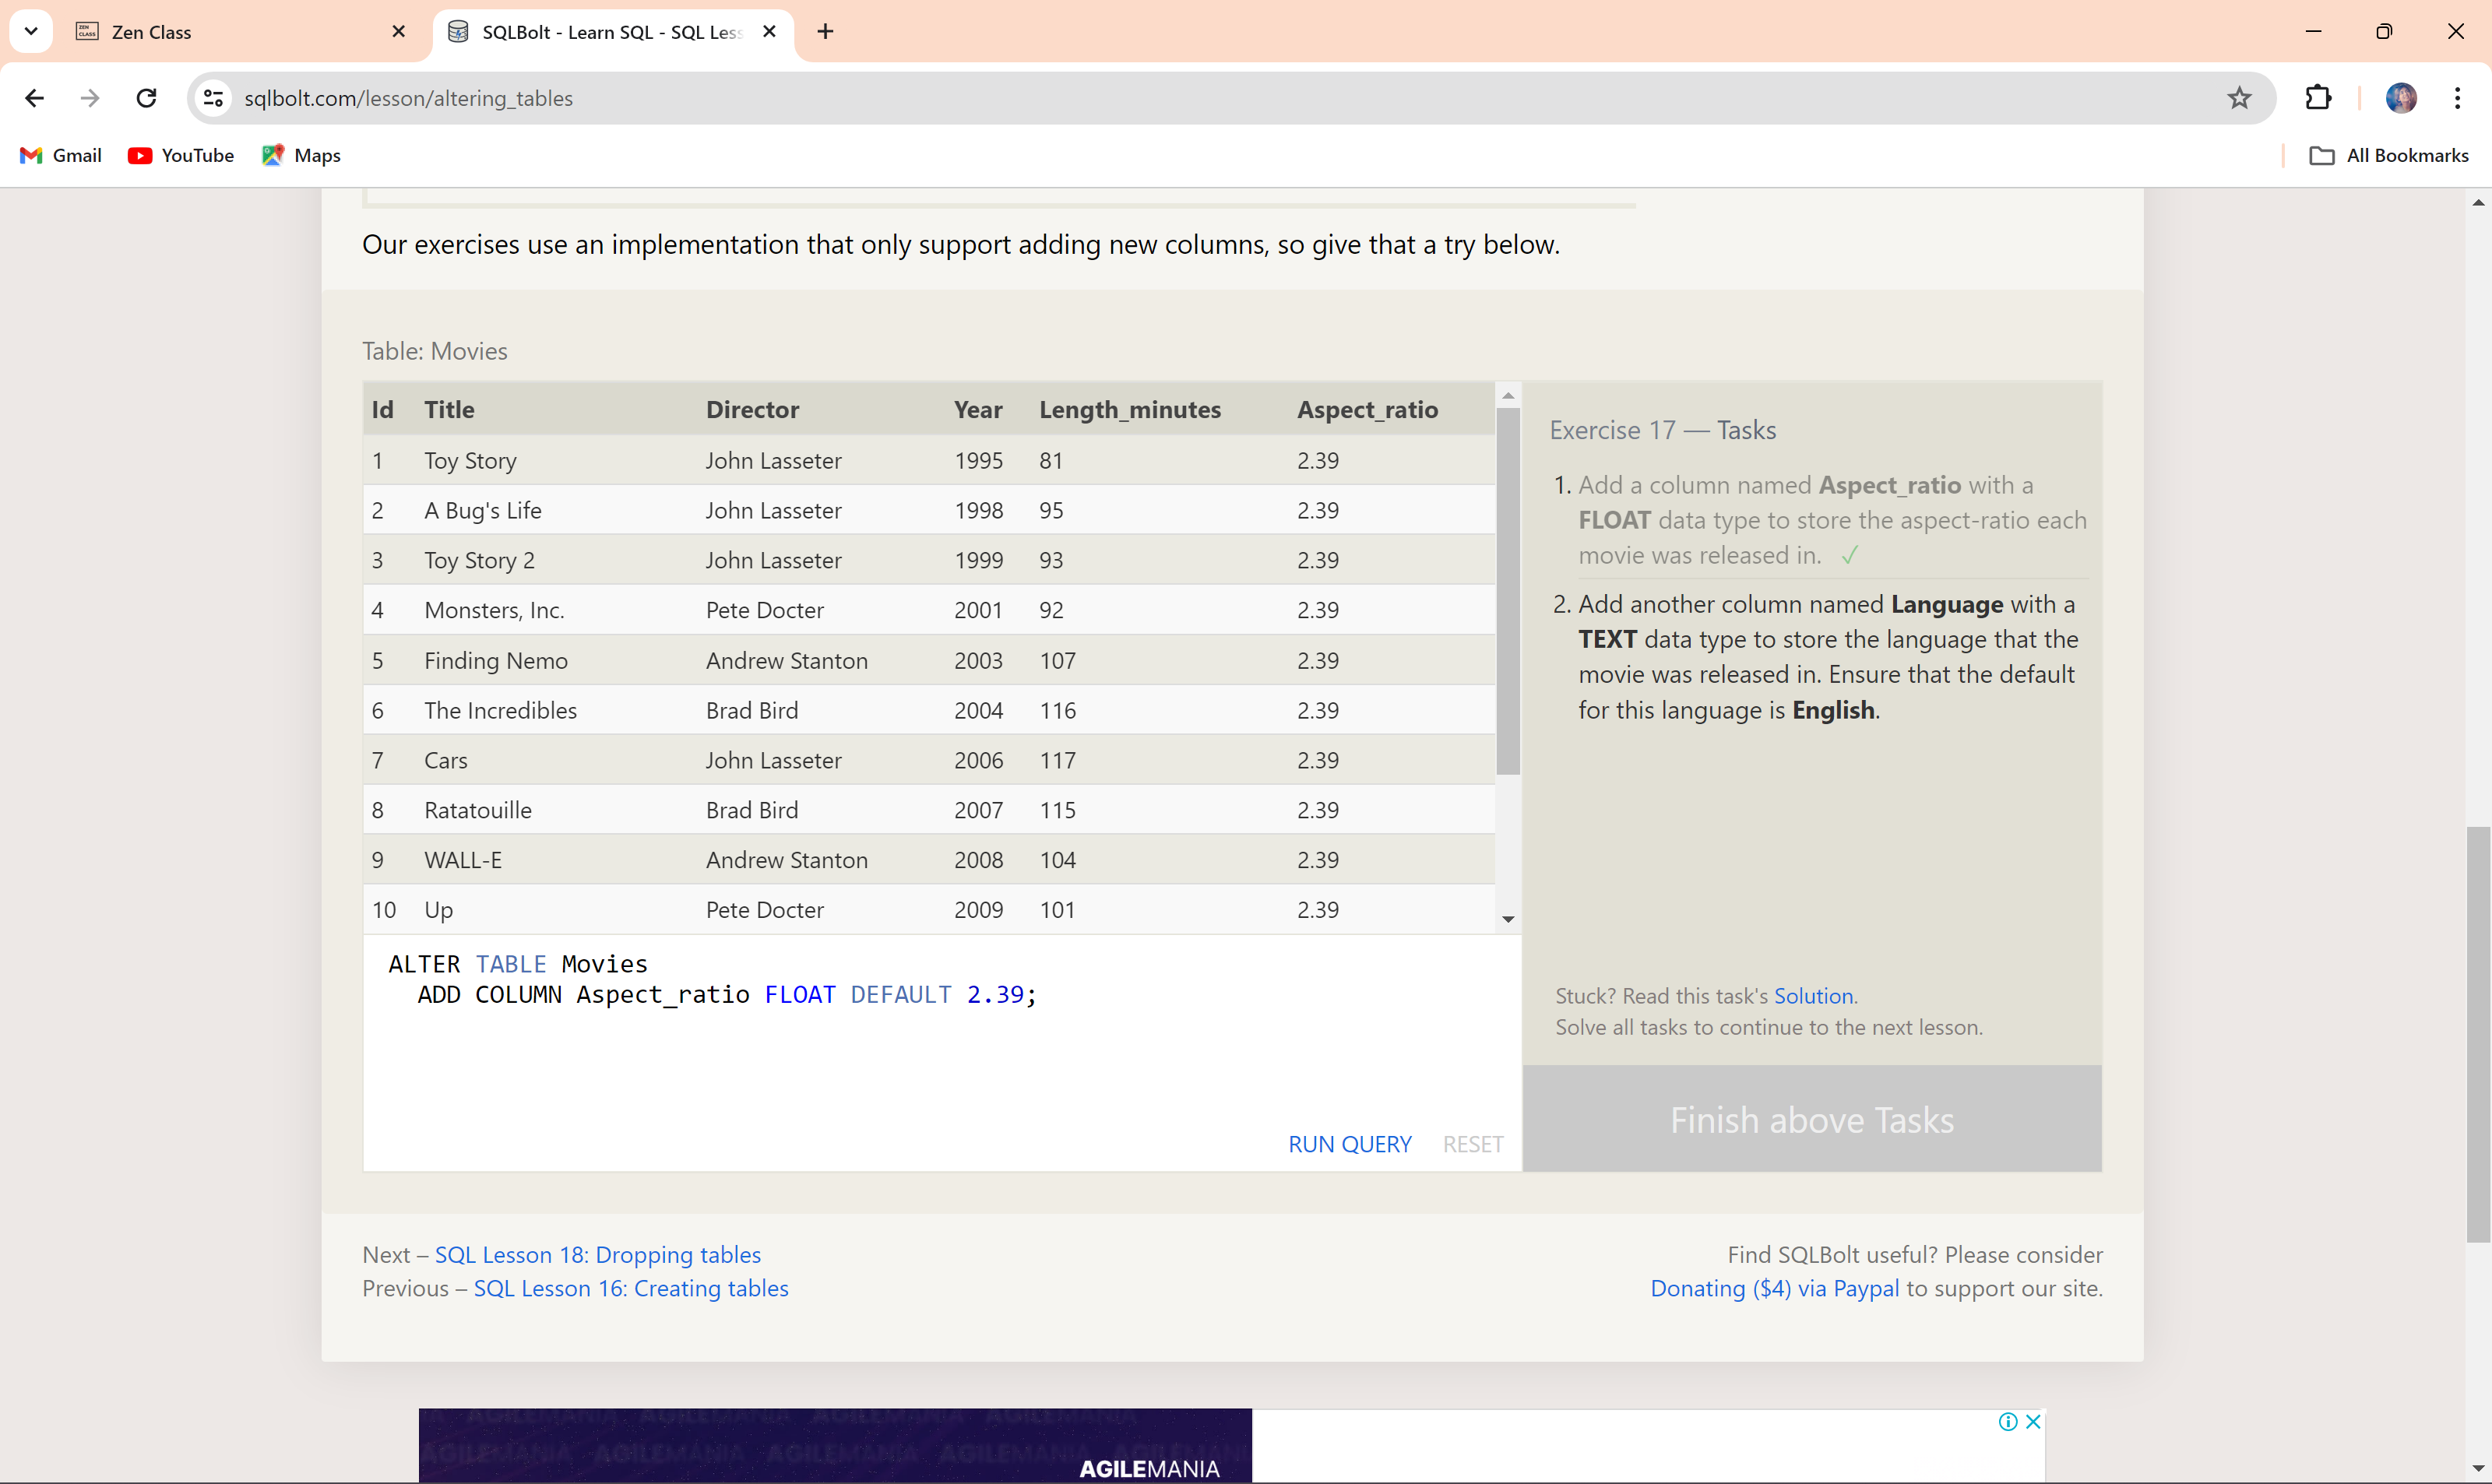 Zen Class
SQLBolt - Learn SQL - SQL Les
sqlbolt.com/lesson/altering_tables
Gmail
YouTube
Maps
All Bookmarks
Our exercises use an implementation that only support adding new columns, so give that a try below.
Table: Movies
Id Title Director Year Length_minutes Aspect_ratio
1 Toy Story John Lasseter 1995 81 2.39
2 A Bug's Life John Lasseter 1998 95 2.39
3 Toy Story 2 John Lasseter 1999 93 2.39
4 Monsters, Inc. Pete Docter 2001 92 2.39
5 Finding Nemo Andrew Stanton 2003 107 2.39
6 The Incredibles Brad Bird 2004 116 2.39
7 Cars John Lasseter 2006 117 2.39
8 Ratatouille Brad Bird 2007 115 2.39
9 WALL-E Andrew Stanton 2008 104 2.39
10 Up Pete Docter 2009 101 2.39
ALTER TABLE Movies
ADD COLUMN Aspect_ratio FLOAT DEFAULT 2.39;
RUN QUERY RESET
Exercise 17 — Tasks
1. Add a column named Aspect_ratio with a
FLOAT data type to store the aspect-ratio each
movie was released in. ✓
2. Add another column named Language with a
TEXT data type to store the language that the
movie was released in. Ensure that the default
for this language is English.
Stuck? Read this task's Solution.
Solve all tasks to continue to the next lesson.
Finish above Tasks
Next – SQL Lesson 18: Dropping tables
Previous – SQL Lesson 16: Creating tables
Find SQLBolt useful? Please consider
Donating ($4) via Paypal to support our site.
AGILEMANIA